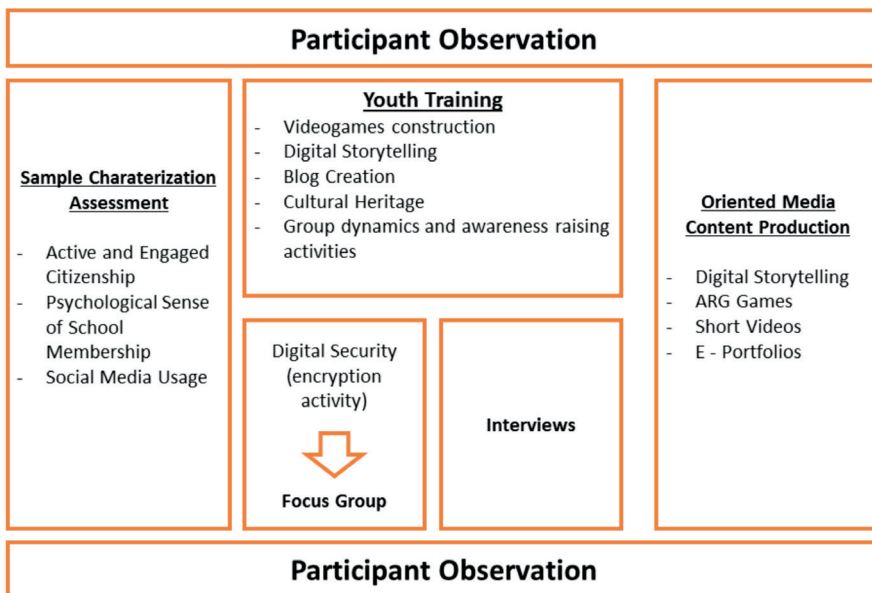 Participant Observation
Sample Charaterization
Assessment
- Active and Engaged
Citizenship
- Psychological Sense
of School
Membership
- Social Media Usage
Youth Training
- Videogames construction
- Digital Storytelling
- Blog Creation
- Cultural Heritage
- Group dynamics and awareness raising
activities
Digital Security
(encryption
activity)
Focus Group
Interviews
Oriented Media
Content Production
- Digital Storytelling
- ARG Games
- Short Videos
- E - Portfolios
Participant Observation